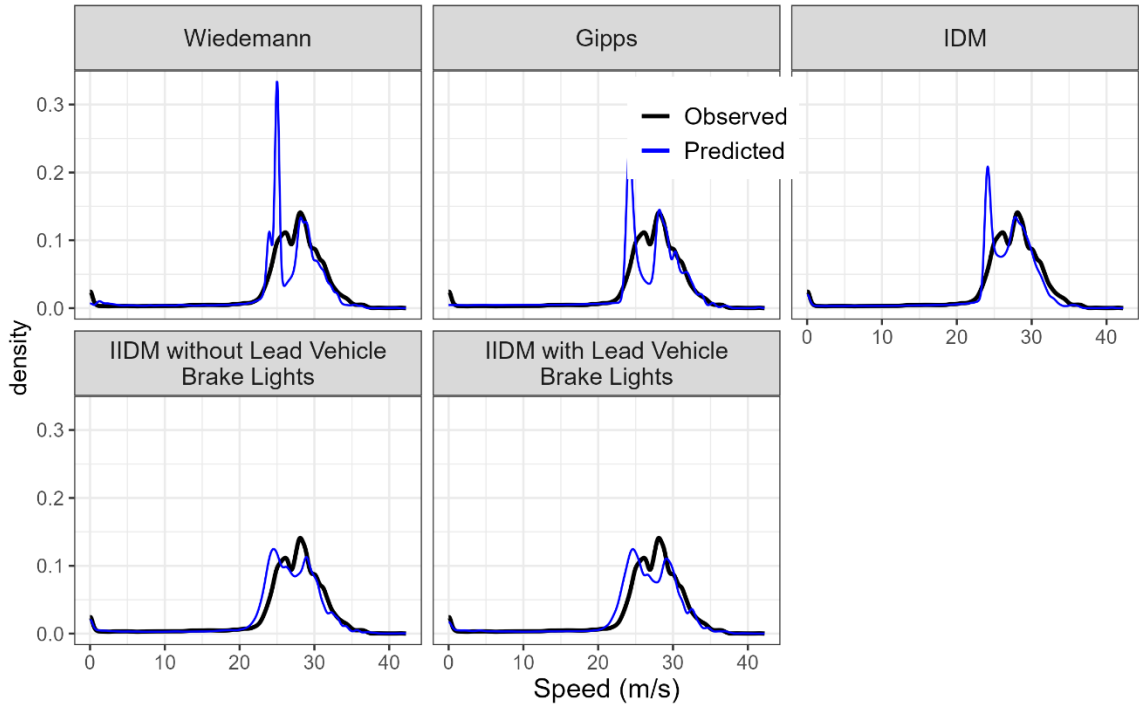 Wiedemann
Gipps
IDM
Observed
Predicted
0.3
0.2
0.1
0.0
0 10 20 30 40
density
IIDM without Lead Vehicle
Brake Lights
IIDM with Lead Vehicle
Brake Lights
0.3
0.2
0.1
0.0
0 10 20 30 40
0 10 20 30 40
Speed (m/s)